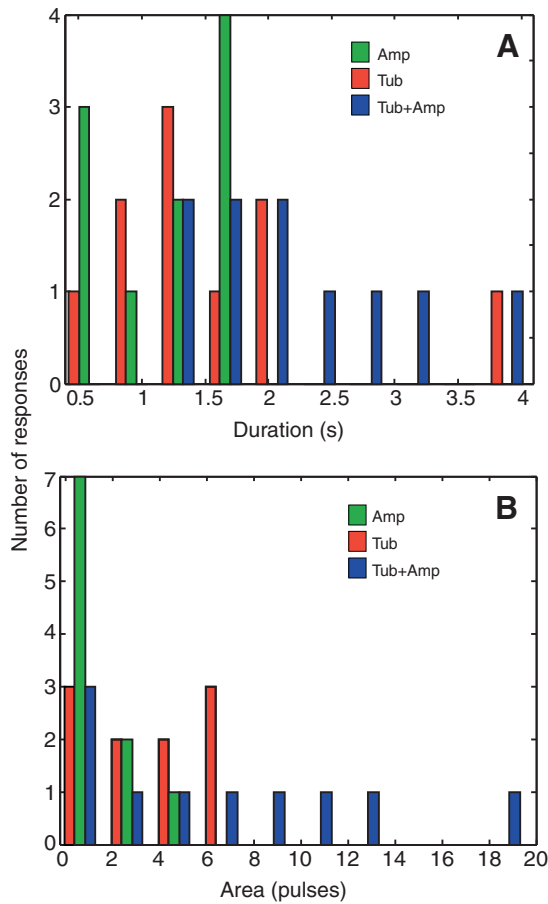 Number of responses
A
4
3
2
1
0
Amp
Tub
Tub+Amp
0.5 1 1.5 2 2.5 3 3.5 4
Duration (s)
B
7
6
5
4
3
2
1
0
Amp
Tub
Tub+Amp
0 2 4 6 8 10 12 14 16 18 20
Area (pulses)